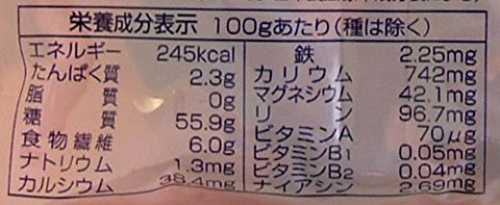 栄養成分表示 100gあたり(種は除く)
エネルギー 245kcal
たんぱく質 2.3g
脂質 0g
糖質 55.9g
食物繊維 6.0g
ナトリウム 1.3mg
カルシウム 38.4mg
鉄 2.25mg
カリウム 742mg
マグネシウム 42.1mg
リン 96.7mg
ビタミンA 70μg
ビタミンB1 0.05mg
ビタミンB2 0.04mg
ナイアシン 2.69mg